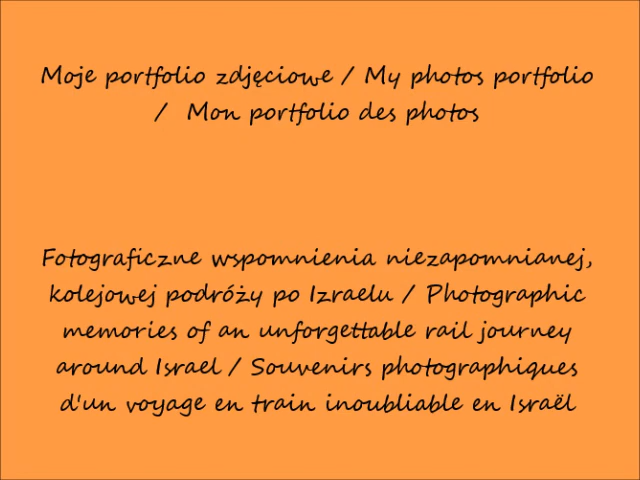 Moje portfolio zdjęciowe / My photos portfolio
/ Mon portfolio des photos
Fotograficzne wspomnienia niezapomnianej,
kolejowej podróży po Izraelu / Photographic
memories of an unforgettable rail journey
around Israel / Souvenirs photographiques
d'un voyage en train inoubliable en Israël